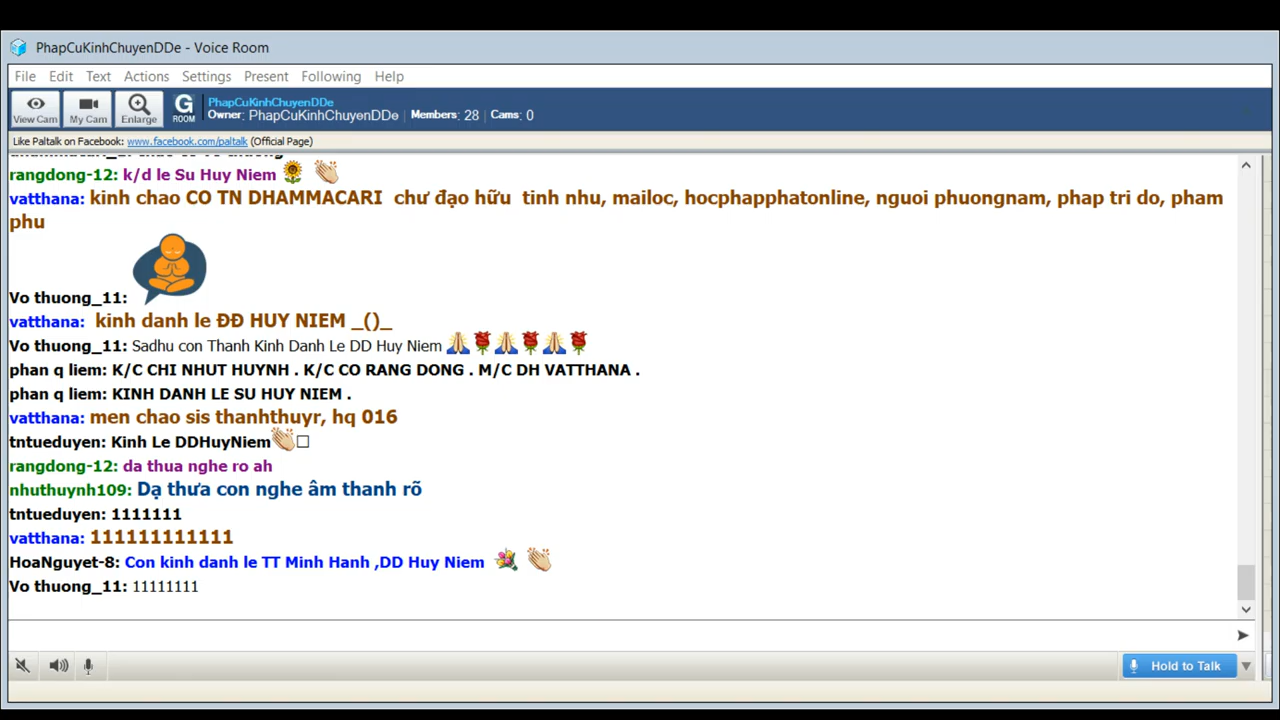 PhapCuKinhChuyenDDe - Voice Room
File Edit Text Actions Settings Present Following Help
View Cam My Cam Enlarge G ROOM
PhapCuKinhChuyenDDe
Owner: PhapCuKinhChuyenDDe Members: 28 Cams: 0
Like Paltalk on Facebook: www.facebook.com/paltalk (Official Page)
rangdong-12: k/d le Su Huy Niem
vatthana: kinh chao CO TN DHAMMACARI chư đạo hữu tinh nhu, mailoc, hocphapphatonline, nguoi phuongnam, phap tri do, pham
phu
Vo thuong_11:
vatthana: kinh danh le ĐĐ HUY NIEM _()_
Vo thuong_11: Sadhu con Thanh Kinh Danh Le DD Huy Niem
phan q liem: K/C CHI NHUT HUYNH . K/C CO RANG DONG . M/C DH VATTHANA .
phan q liem: KINH DANH LE SU HUY NIEM .
vatthana: men chao sis thanhthuyr, hq 016
tntueduyen: Kinh Le DDHuyNiem
rangdong-12: da thua nghe ro ah
nhuthuynh109: Dạ thưa con nghe âm thanh rõ
tntueduyen: 1111111
vatthana: 111111111111
HoaNguyet-8: Con kinh danh le TT Minh Hanh ,DD Huy Niem
Vo thuong_11: 11111111
Hold to Talk